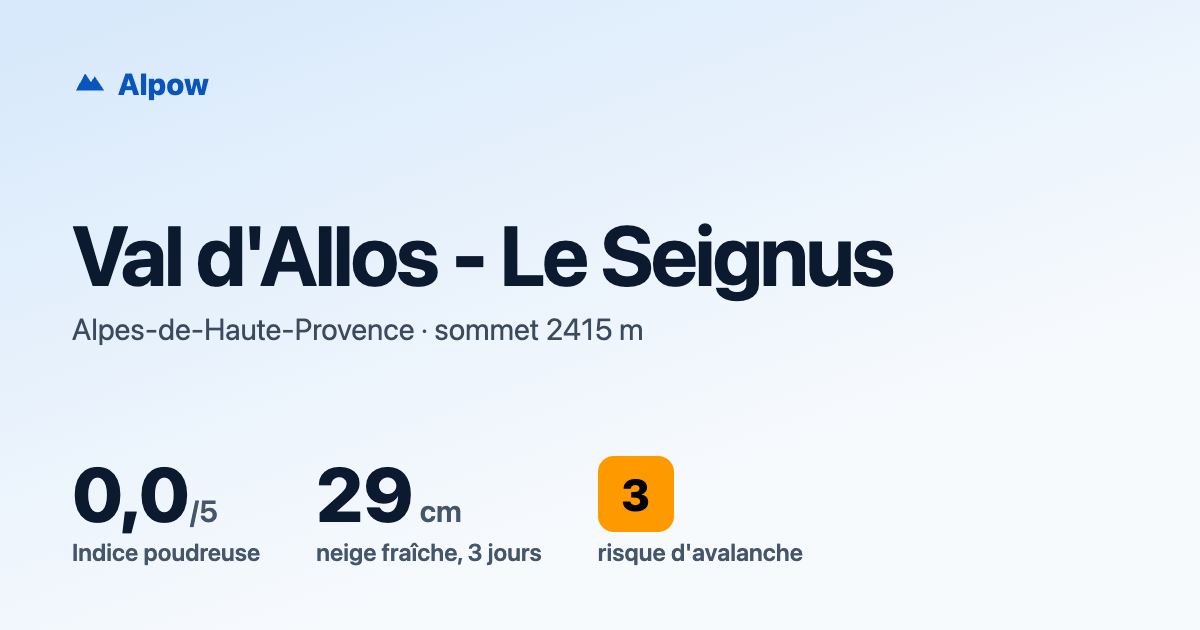 Alpow
Val d'Allos - Le Seignus
Alpes-de-Haute-Provence · sommet 2415 m
0,0/5
Indice poudreuse
29 cm
neige fraîche, 3 jours
3
risque d'avalanche